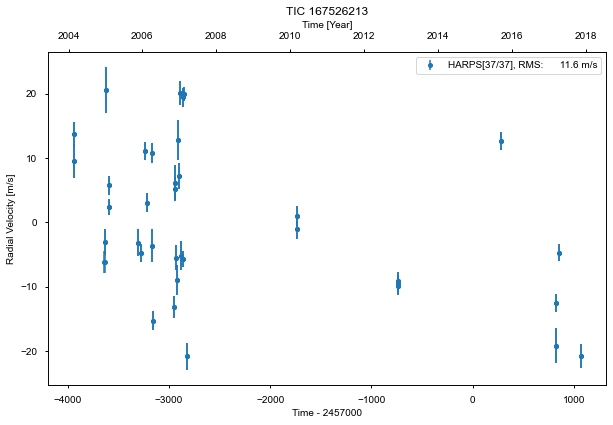 TIC 167526213
Time [Year]
2004 2006 2008 2010 2012 2014 2016 2018
HARPS[37/37], RMS: 11.6 m/s
Radial Velocity [m/s]
20
10
0
−10
−20
−4000 −3000 −2000 −1000 0 1000
Time - 2457000